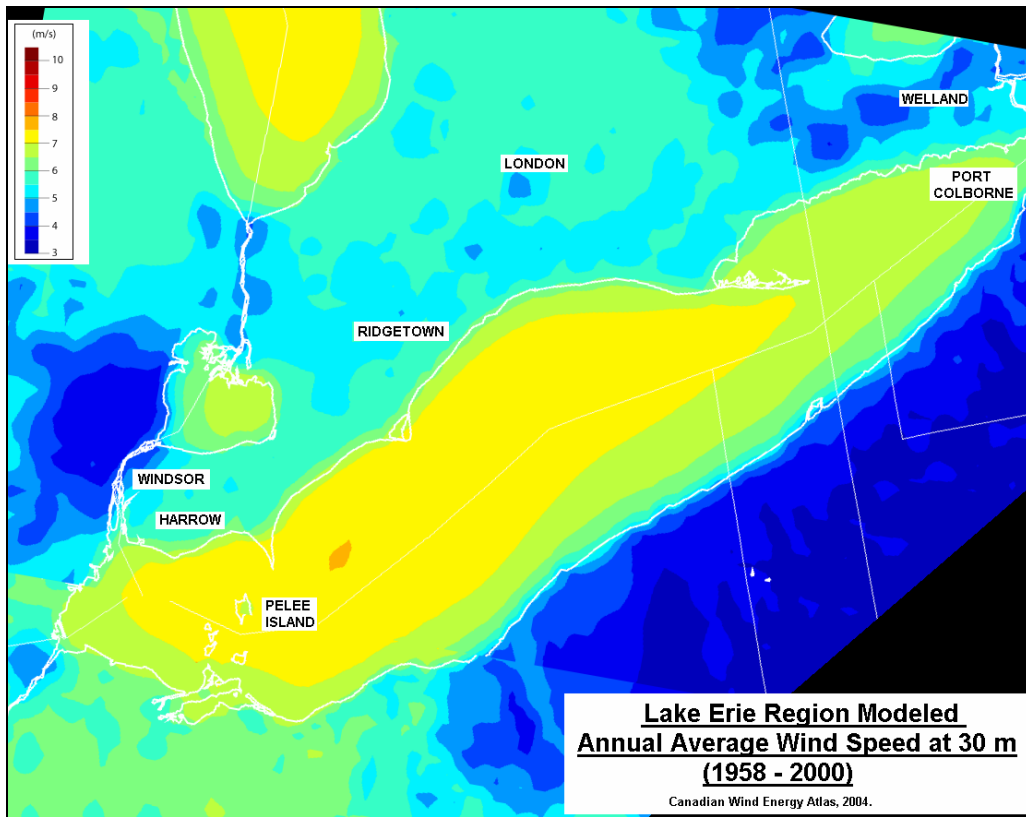 (m/s)
10
9
8
7
6
5
4
3
WELLAND
LONDON
PORT
COLBORNE
RIDGETOWN
WINDSOR
HARROW
PELEE
ISLAND
Lake Erie Region Modeled
Annual Average Wind Speed at 30 m
(1958 - 2000)
Canadian Wind Energy Atlas, 2004.